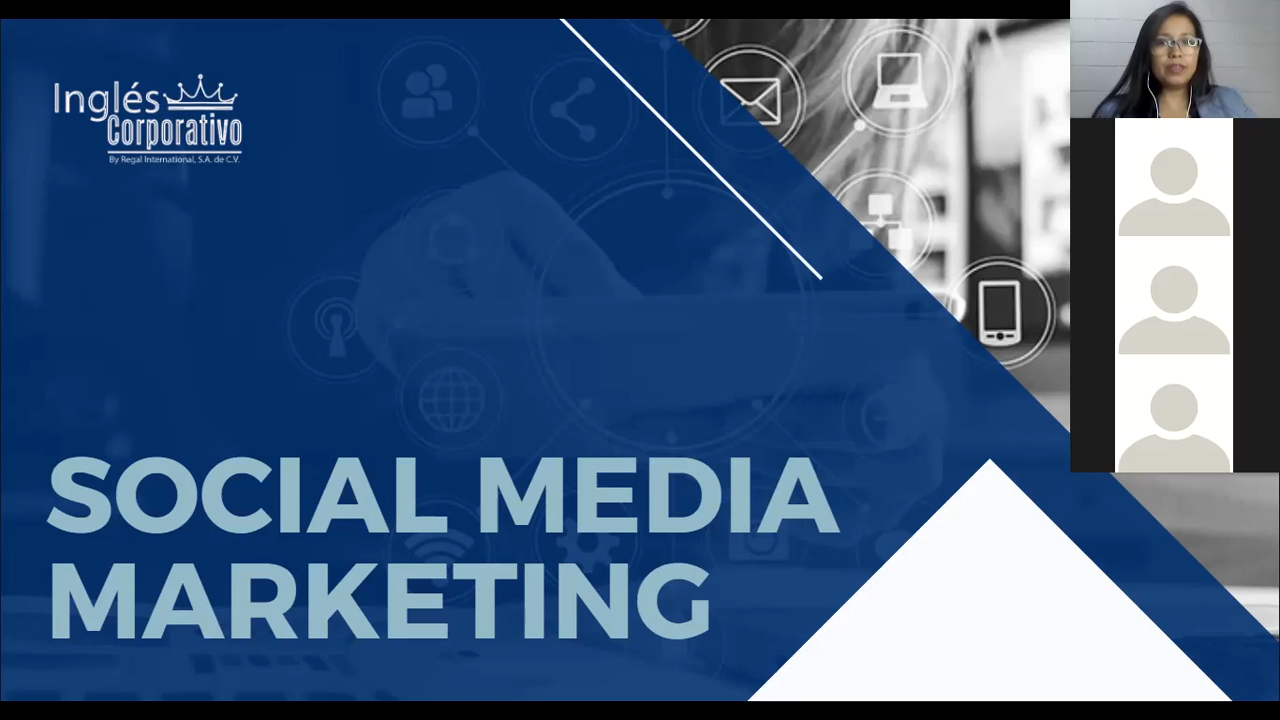 Inglés
Corporativo
By Regal International, S.A. de C.V.
SOCIAL MEDIA
MARKETING